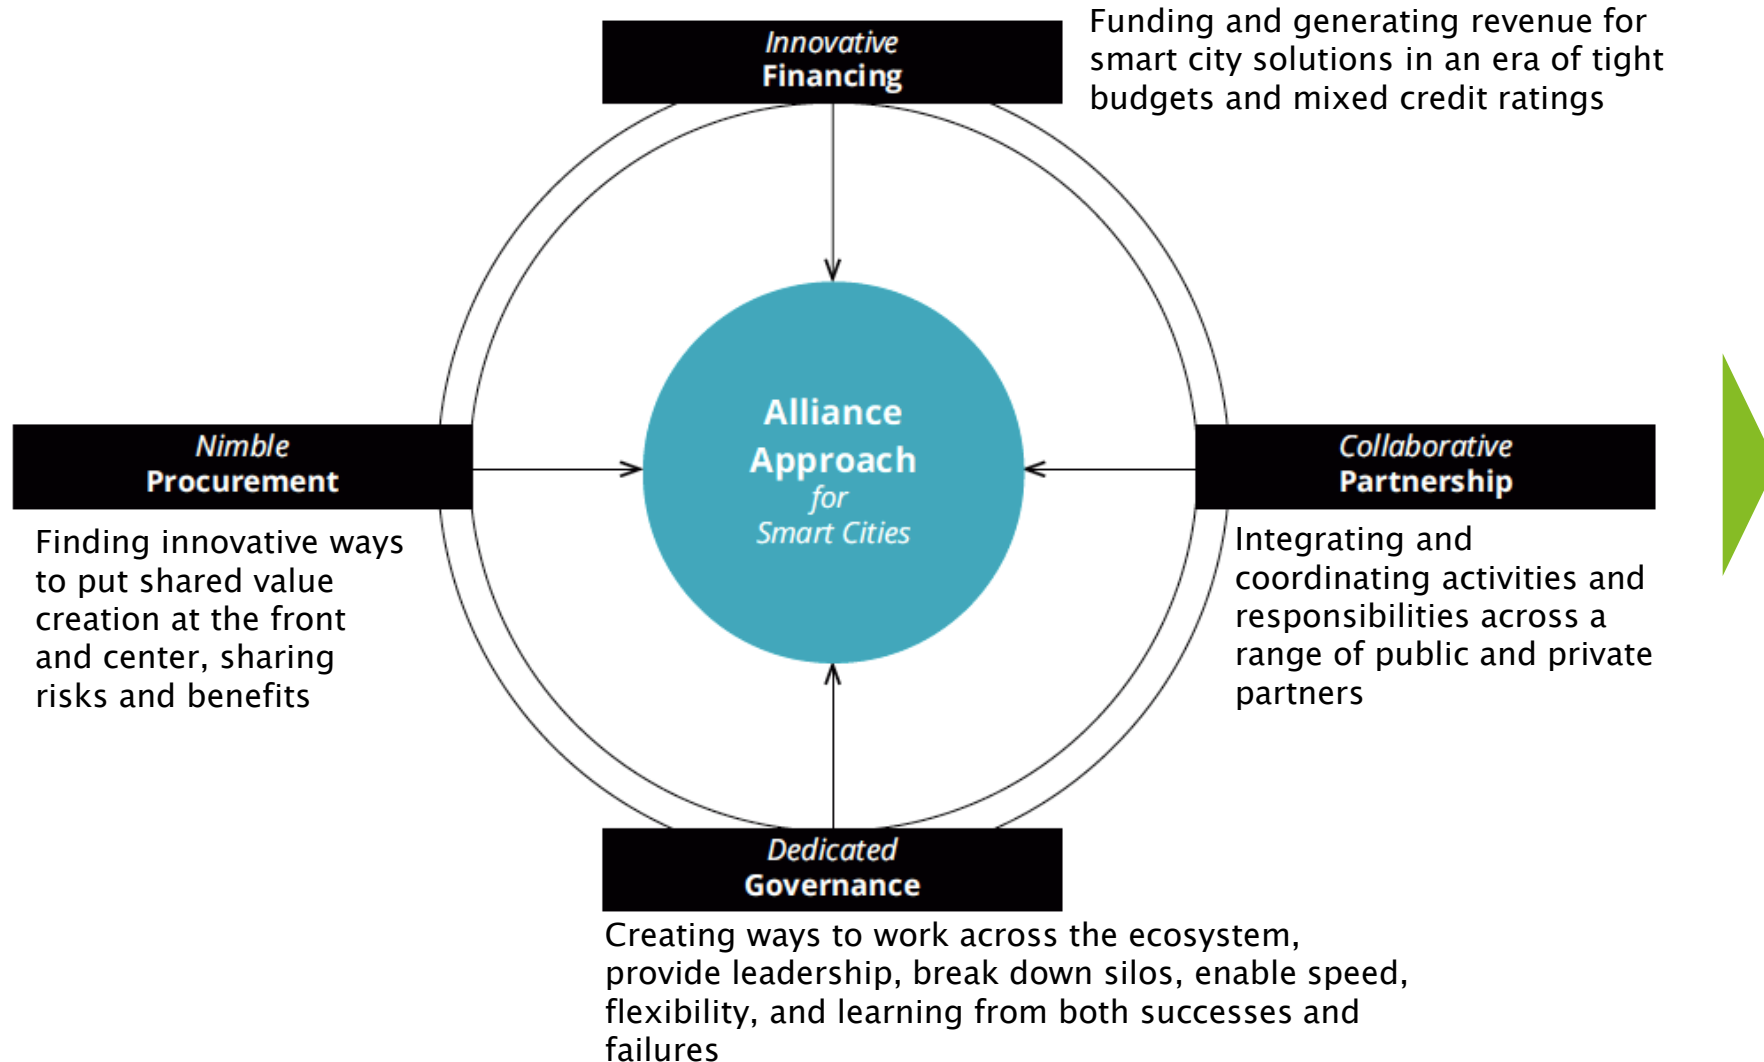 Innovative
Financing
Funding and generating revenue for
smart city solutions in an era of tight
budgets and mixed credit ratings
Alliance
Approach
for
Smart Cities
Nimble
Procurement
Finding innovative ways
to put shared value
creation at the front
and center, sharing
risks and benefits
Collaborative
Partnership
Integrating and
coordinating activities and
responsibilities across a
range of public and private
partners
Dedicated
Governance
Creating ways to work across the ecosystem,
provide leadership, break down silos, enable speed,
flexibility, and learning from both successes and
failures